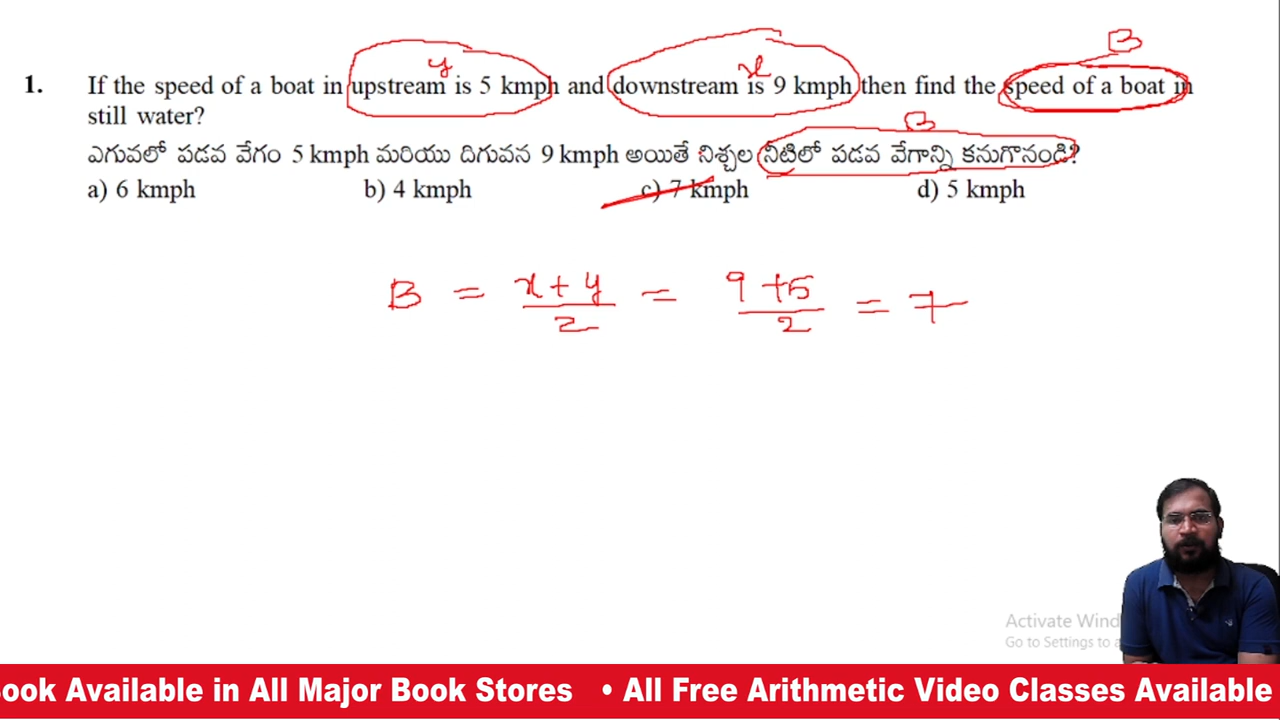 B
y
x
1. If the speed of a boat in upstream is 5 kmph and downstream is 9 kmph then find the speed of a boat in
still water?
B
ఎగువలో పడవ వేగం 5 kmph మరియు దిగువన 9 kmph అయితే నిశ్చల నీటిలో పడవ వేగాన్ని కనుగొనండి?
a) 6 kmph b) 4 kmph c) 7 kmph d) 5 kmph
B = x+y/2 = 9+5/2 = 7
Activate Wind
Go to Settings to a
Book Available in All Major Book Stores • All Free Arithmetic Video Classes Available